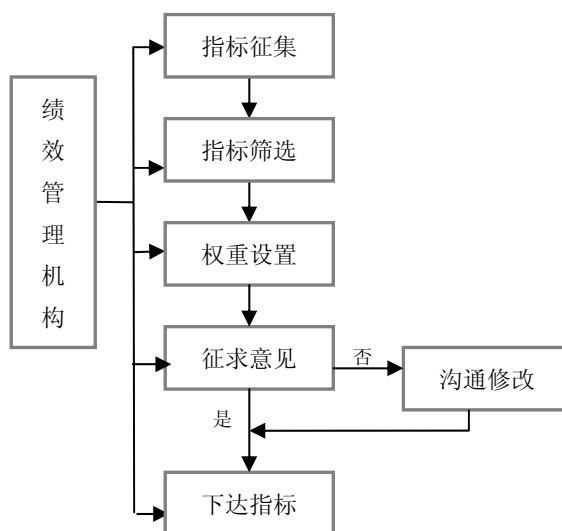 指标征集
绩效管理机构
指标筛选
权重设置
征求意见
否
沟通修改
是
下达指标